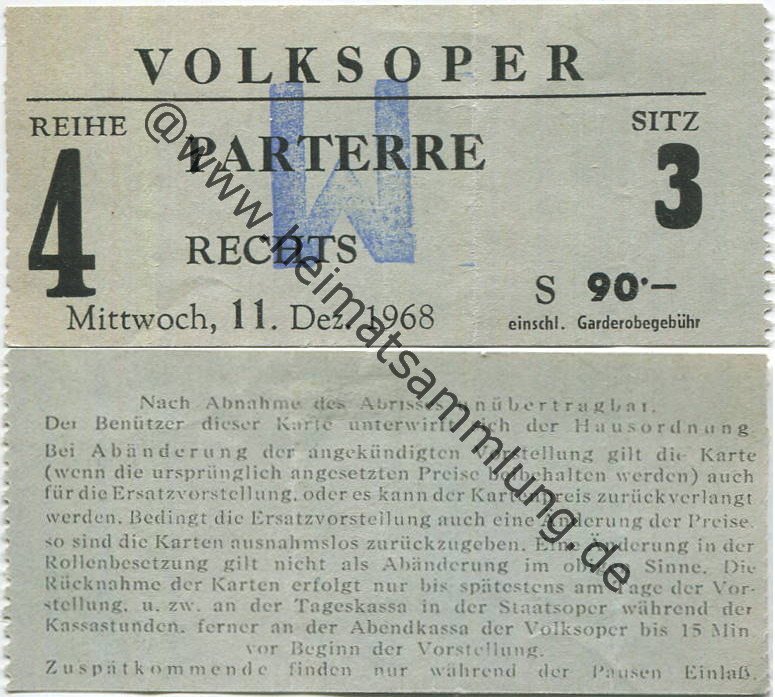 VOLKSOPER
REIHE
4
PARTERRE
RECHTS
W
SITZ
3
Mittwoch, 11. Dez. 1968
S 90·—
einschl. Garderobegebühr
@www.heimatsammlung.de
Nach Abnahme des Abrisses unübertragbar.
Der Benützer dieser Karte unterwirft sich der Hausordnung.
Bei Abänderung der angekündigten Vorstellung gilt die Karte
(wenn die ursprünglich angesetzten Preise beibehalten werden) auch
für die Ersatzvorstellung, oder es kann der Kartenpreis zurückverlangt
werden. Bedingt die Ersatzvorstellung auch eine Änderung der Preise,
so sind die Karten ausnahmslos zurückzugeben. Eine Änderung in der
Rollenbesetzung gilt nicht als Abänderung im obigen Sinne. Die
Rücknahme der Karten erfolgt nur bis spätestens am Tage der Vor-
stellung, u. zw. an der Tageskassa in der Staatsoper während der
Kassastunden, ferner an der Abendkassa der Volksoper bis 15 Min.
vor Beginn der Vorstellung.
Zuspätkommende finden nur während der Pausen Einlaß.